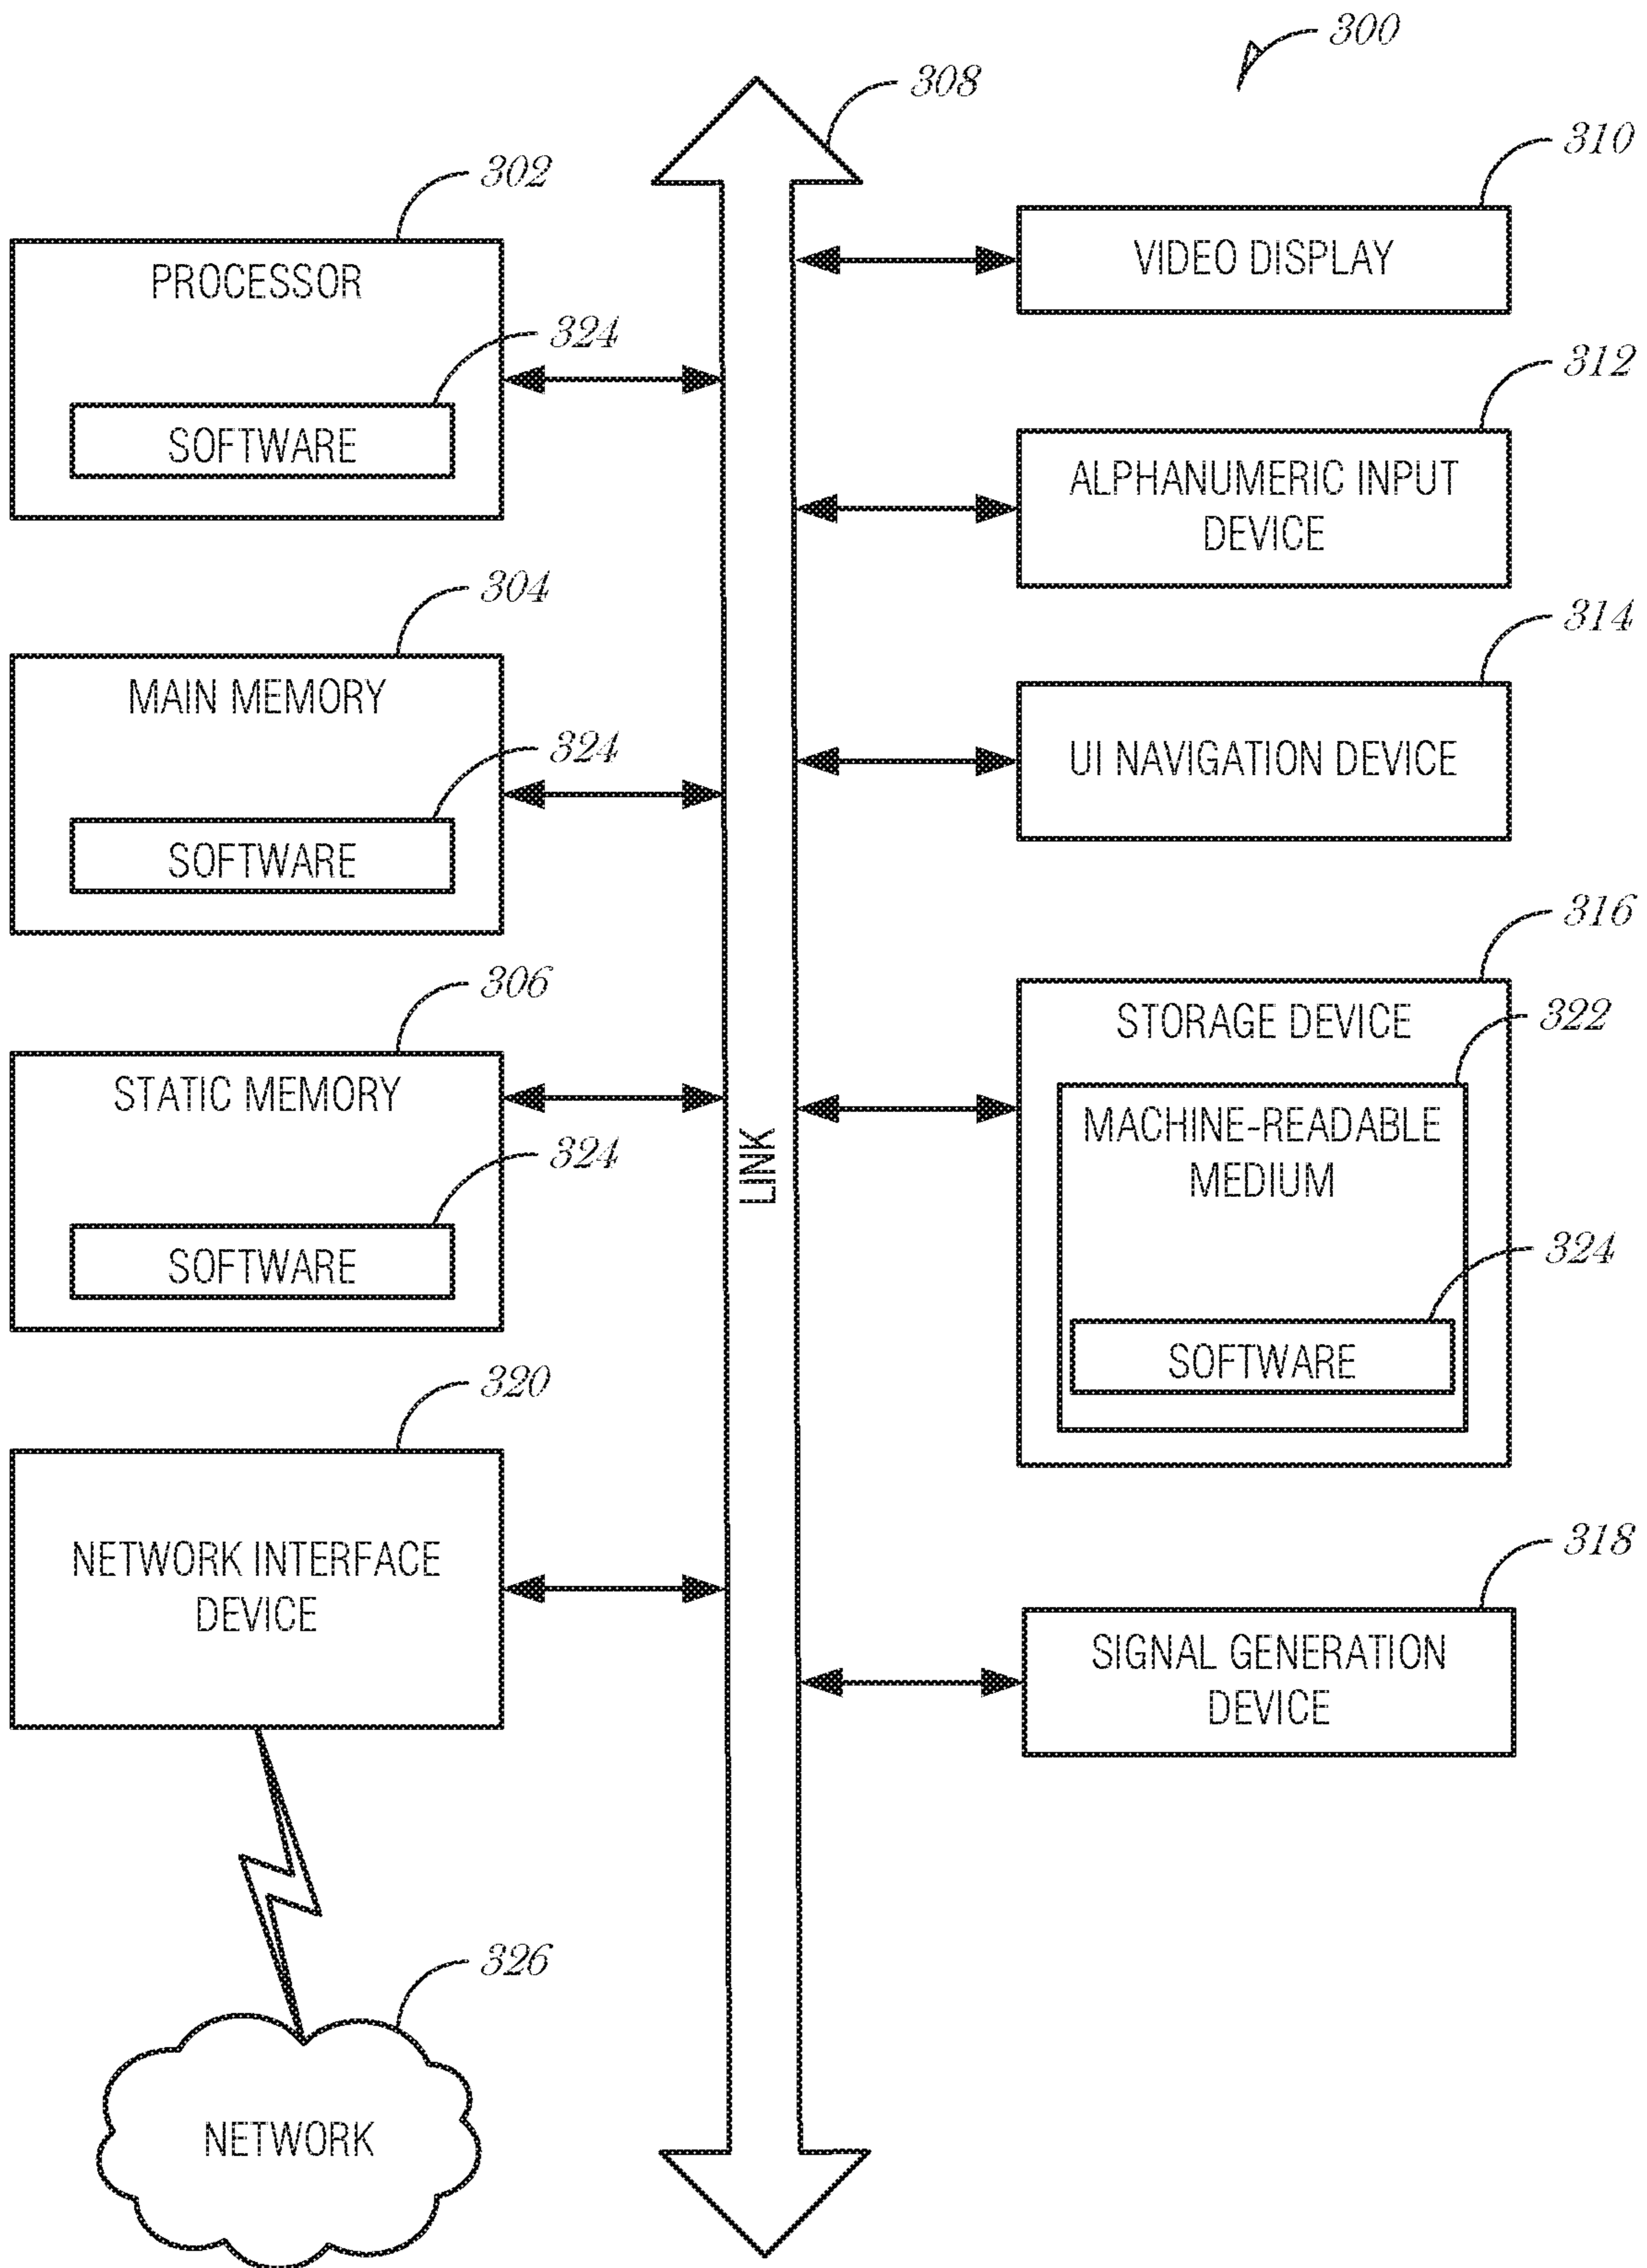 300
308
302
PROCESSOR
324
SOFTWARE
304
MAIN MEMORY
324
SOFTWARE
306
STATIC MEMORY
324
SOFTWARE
320
NETWORK INTERFACE
DEVICE
326
NETWORK
LINK
310
VIDEO DISPLAY
312
ALPHANUMERIC INPUT
DEVICE
314
UI NAVIGATION DEVICE
316
STORAGE DEVICE
322
MACHINE-READABLE
MEDIUM
324
SOFTWARE
318
SIGNAL GENERATION
DEVICE